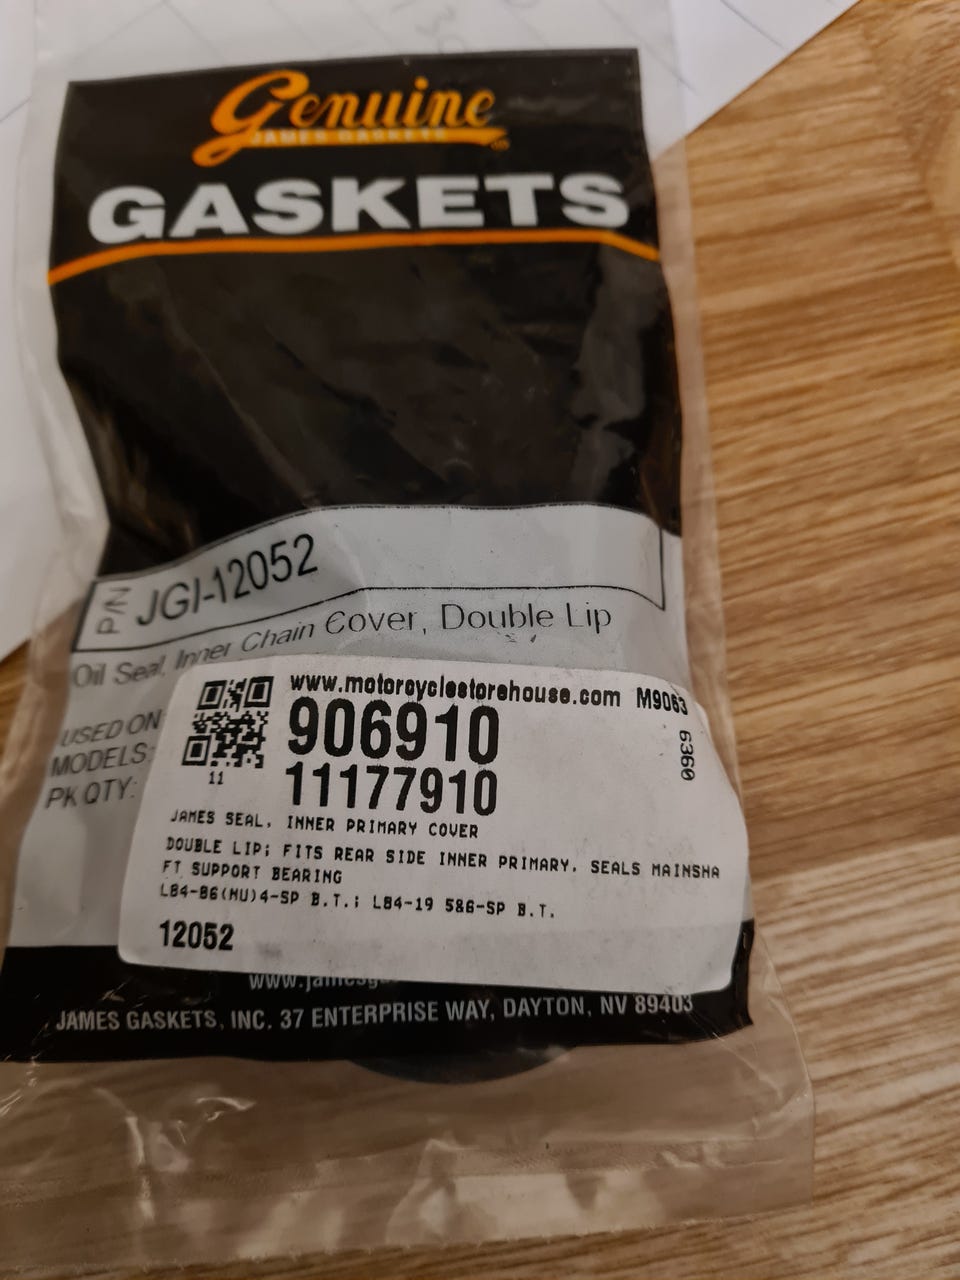 Genuine
JAMES GASKETS
GASKETS
P/N JGI-12052
Oil Seal, Inner Chain Cover, Double Lip
USED ON
MODELS:
PK QTY:
www.motorcyclestorehouse.com M9063
906910
6360
11
11177910
JAMES SEAL, INNER PRIMARY COVER
DOUBLE LIP; FITS REAR SIDE INNER PRIMARY. SEALS MAINSHA
FT SUPPORT BEARING
L84-86(NU)4-SP B.T.; L84-19 5&6-SP B.T.
12052
www.jamesga
JAMES GASKETS, INC. 37 ENTERPRISE WAY, DAYTON, NV 89403